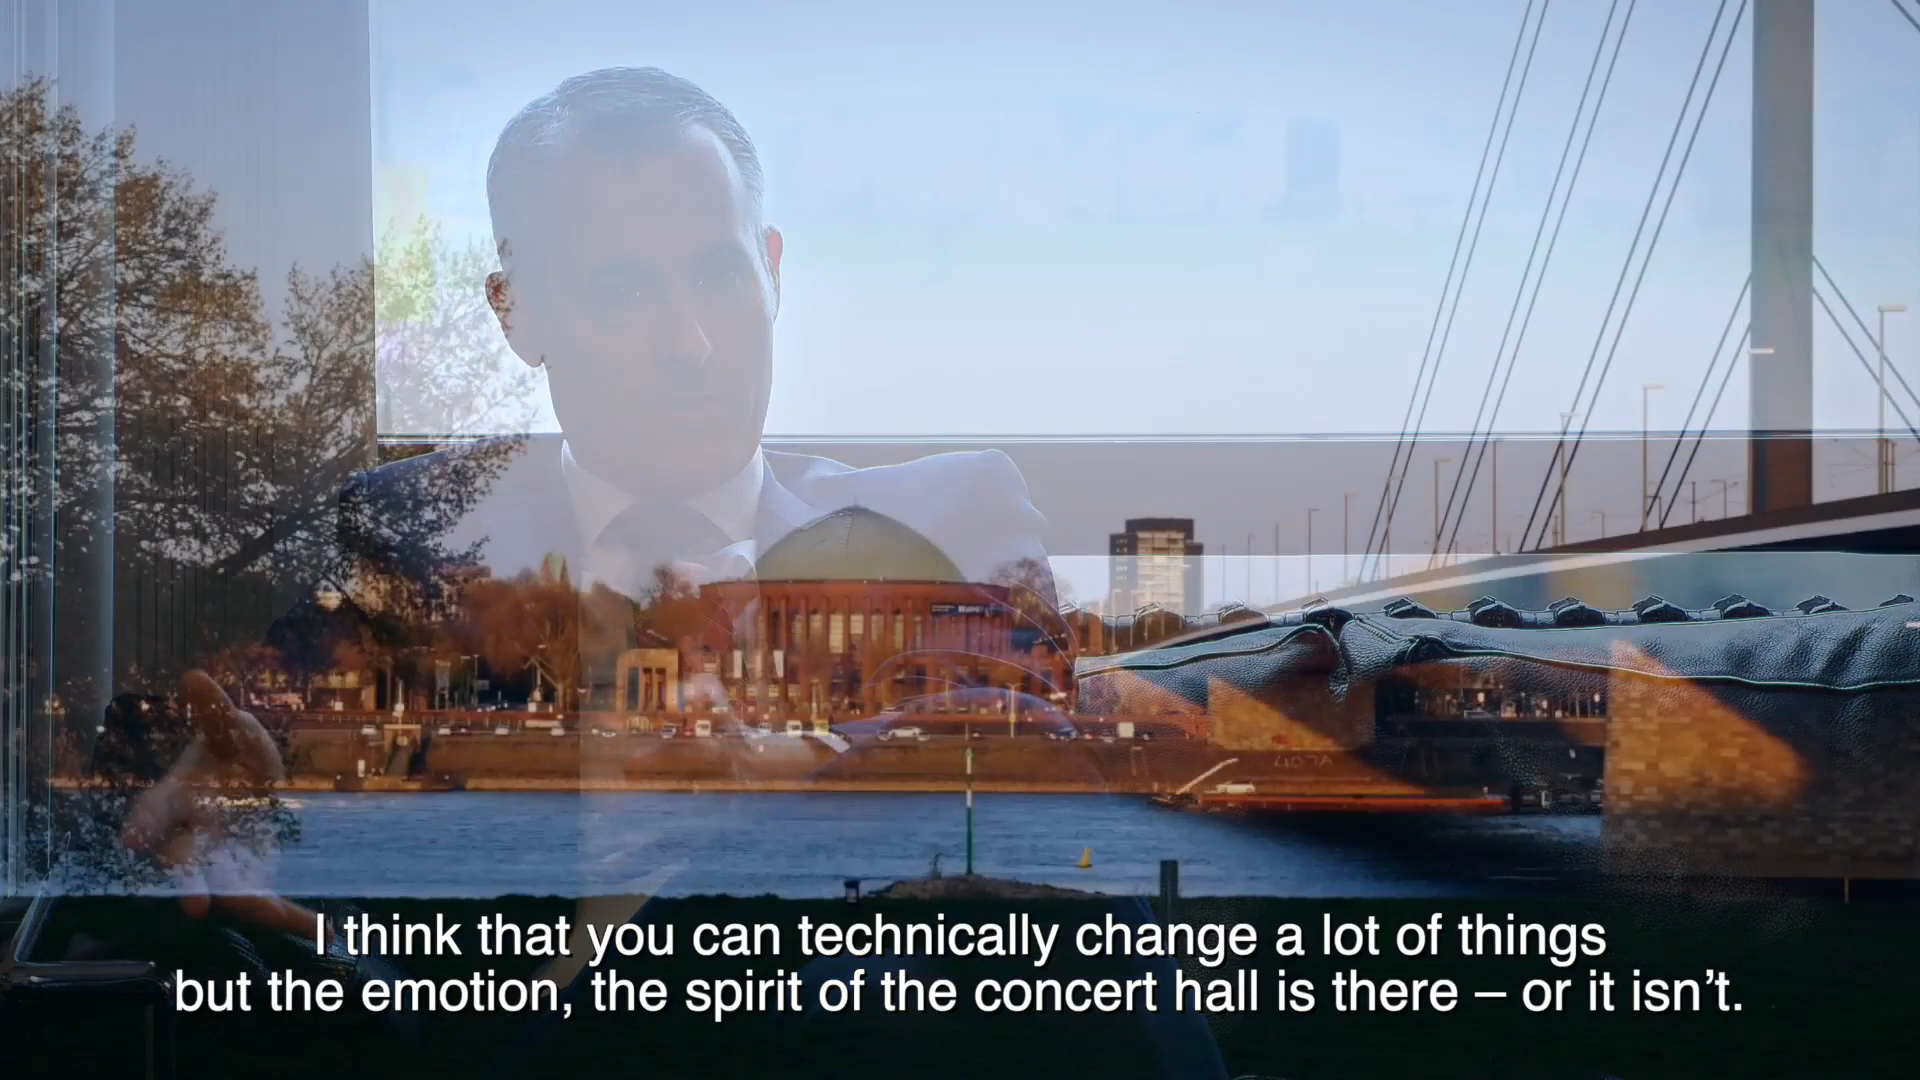 I think that you can technically change a lot of things
but the emotion, the spirit of the concert hall is there – or it isn’t.